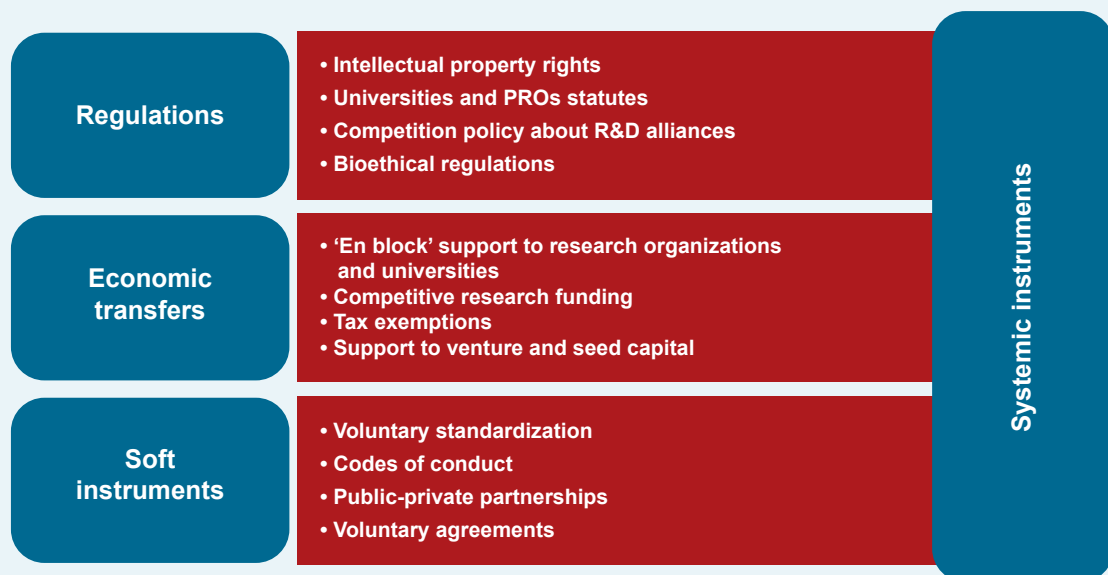 Regulations
• Intellectual property rights
• Universities and PROs statutes
• Competition policy about R&D alliances
• Bioethical regulations
Economic
transfers
• ‘En block’ support to research organizations
and universities
• Competitive research funding
• Tax exemptions
• Support to venture and seed capital
Soft
instruments
• Voluntary standardization
• Codes of conduct
• Public-private partnerships
• Voluntary agreements
Systemic instruments